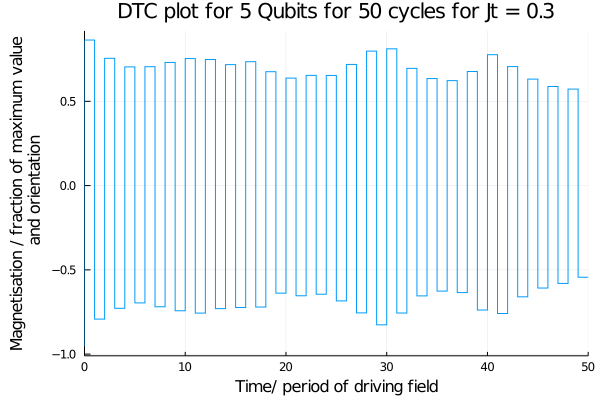 DTC plot for 5 Qubits for 50 cycles for Jt = 0.3
Magnetisation / fraction of maximum value
and orientation
0.5
0.0
−0.5
−1.0
0
10
20
30
40
50
Time/ period of driving field